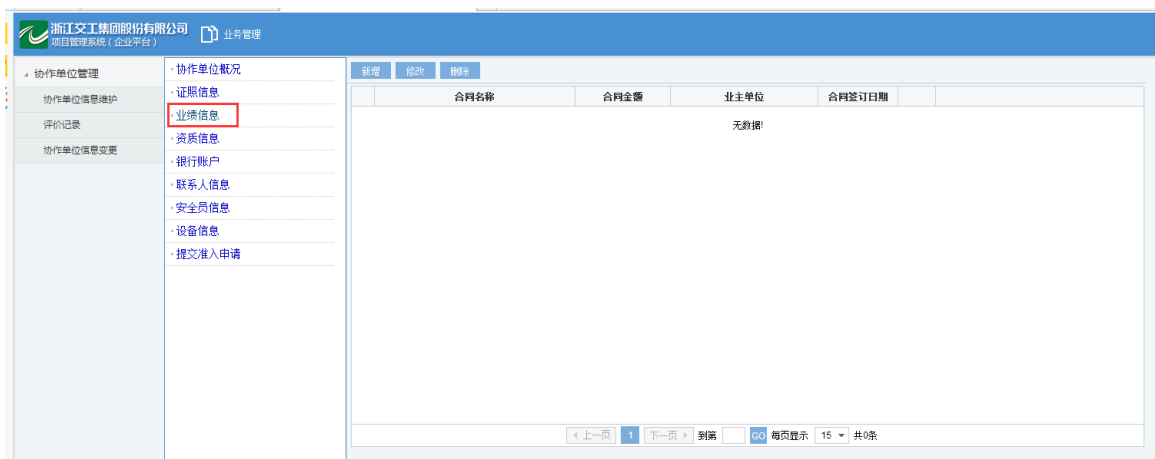 浙江交工集团股份有限公司
项目管理系统（企业平台）
业务管理
协作单位管理
协作单位信息维护
评价记录
协作单位信息变更
协作单位概况
证照信息
业绩信息
资质信息
银行账户
联系人信息
安全员信息
设备信息
提交准入申请
新增 修改 删除
合同名称 合同金额 业主单位 合同签订日期
无数据!
上一页 1 下一页 到第 GO 每页显示 15 共0条